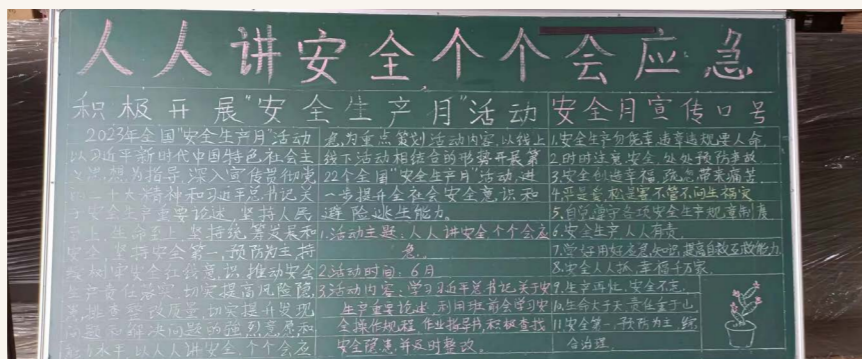 人人讲安全个个会应急
积极开展"安全生产月"活动
2023年全国"安全生产月"活动
以习近平新时代中国特色社会主
义思想为指导,深入宣传贯彻党
的二十大精神和习近平总书记关
于安全生产重要论述,坚持人民
至上,生命至上,坚持统筹发展和
安全,坚持安全第一,预防为主,持
树牢安全红线意识,推动安全
生产责任落实,切实提高风险隐
患排查整改质量,切实提升发现
问题和解决问题的强烈意愿和
能力水平,以人人讲安全,个个会应
急,为重点策划活动内容,以线上
线下活动相结合的形势开展第
22个全国"安全生产月"活动,进
一步提升全社会安全意识和
避险逃生能力。
1.活动主题:人人讲安全个个会应
急.
2.活动时间:6月
3.活动内容:学习习近平总书记关于安
生产重要论述,利用班前会学习安
全操作规程,作业指导书,积极查找
安全隐患,并及时整改。
安全月宣传口号
1.安全生产勿侥幸,违章违规要人命
2.时时注意安全,处处预防事故
3.安全创造幸福,疏忽带来痛苦
4.严是爱,松是害,不管不问生祸灾
5.自觉遵守各项安全生产规章制度
6.安全生产,人人有责.
7.学好用好应急知识,提高自救互救能力
8.安全人人抓,幸福千万家.
9.生产再忙,安全不忘.
10.生命大于天,责任重于山
11.安全第一,预防为主,综
合治理.